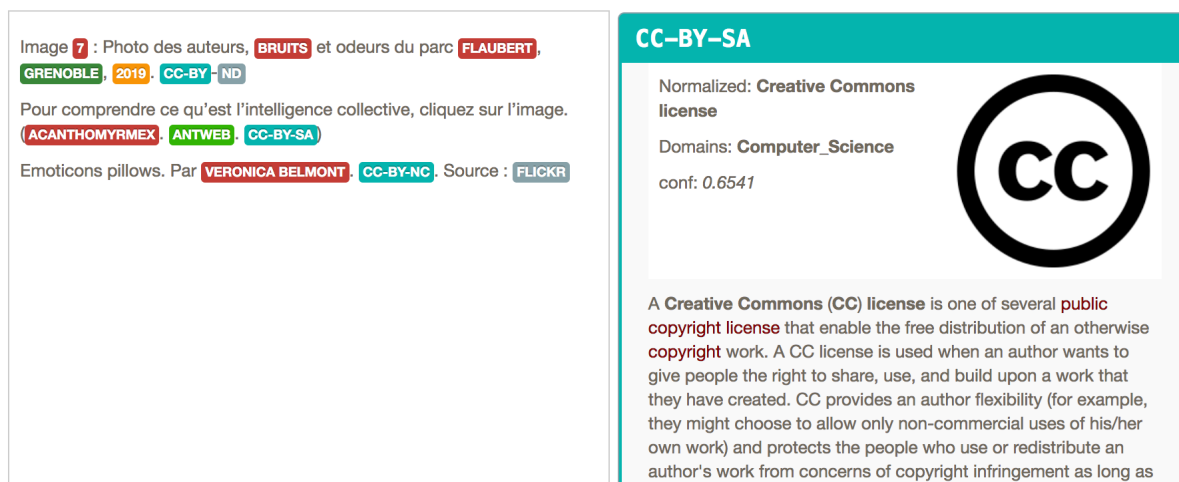 Image 7 : Photo des auteurs, BRUITS et odeurs du parc FLAUBERT,
GRENOBLE, 2019. CC-BY-ND
Pour comprendre ce qu'est l'intelligence collective, cliquez sur l'image.
(ACANTHOMYRMEX. ANTWEB. CC-BY-SA)
Emoticons pillows. Par VERONICA BELMONT. CC-BY-NC. Source : FLICKR
CC-BY-SA
Normalized: Creative Commons
license
Domains: Computer_Science
conf: 0.6541
CC
A Creative Commons (CC) license is one of several public
copyright license that enable the free distribution of an otherwise
copyright work. A CC license is used when an author wants to
give people the right to share, use, and build upon a work that
they have created. CC provides an author flexibility (for example,
they might choose to allow only non-commercial uses of his/her
own work) and protects the people who use or redistribute an
author's work from concerns of copyright infringement as long as